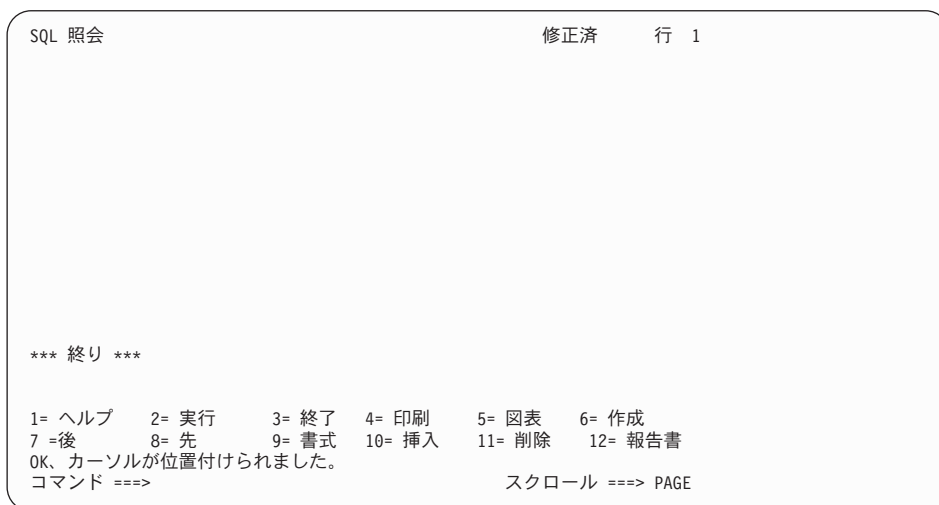 SQL 照会 修正済 行 1
*** 終り ***
1= ヘルプ 2= 実行 3= 終了 4= 印刷 5= 図表 6= 作成
7 =後 8= 先 9= 書式 10= 挿入 11= 削除 12= 報告書
OK、カーソルが位置付けられました。
コマンド ===> スクロール ===> PAGE